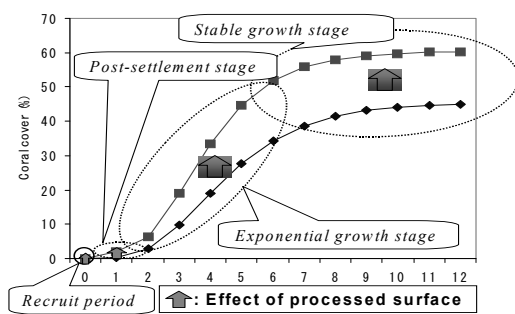 Stable growth stage
Post-settlement stage
70
60
50
40
30
20
10
0
Coral cover (%)
0 1 2 3 4 5 6 7 8 9 10 11 12
Exponential growth stage
Recruit period
: Effect of processed surface